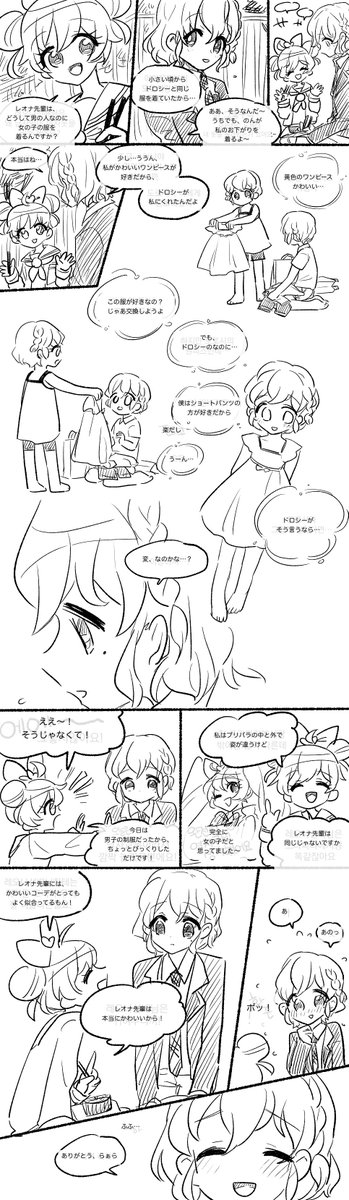 レオナ先輩は、
どうして男の人なのに
女の子の服を
着るんですか？
小さい頃から
ドロシーと同じ
服を着ていたから…
ああ、そうなんだ〜
うちでも、のんが
私のお下がりを
着るよ〜
本当はね…
少し…ううん、
私がかわいいワンピースが
好きだから、
ドロシーが
私にくれたんだよ
黄色のワンピース
かわいい…
この服が好きなの？
じゃあ交換しようよ
でも、
ドロシーのなのに…
僕はショートパンツの
方が好きだから
楽だし
うーん…
ドロシーが
そう言うなら…
変、なのかな…？
ええ〜！
そうじゃなくて！
今日は
男子の制服だったから、
ちょっとびっくりした
だけです！
私はプリパラの中と外で
姿が違うけど
レオナ先輩は
同じじゃないですか
完全に
女の子だと
思ってました〜
レオナ先輩には、
かわいいコーデがとっても
よく似合ってるもん！
レオナ先輩は
本当にかわいいから！
あ
あのっ
ボッ！
ふふ
ありがとう、らぁら